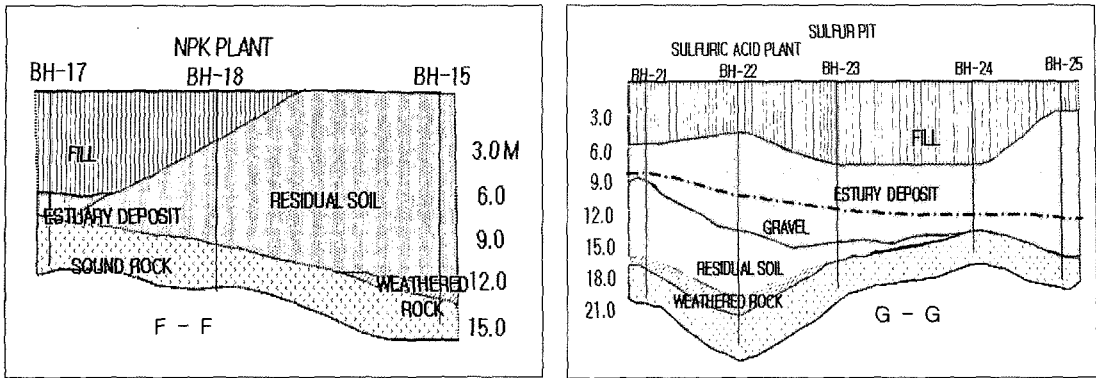 NPK PLANT
BH-17 BH-18 BH-15
FILL
3.0 M
6.0
RESIDUAL SOIL
ESTUARY DEPOSIT
9.0
SOUND ROCK
WEATHERED 12.0
ROCK
15.0
F - F
SULFUR PIT
SULFURIC ACID PLANT
BH-21 BH-22 BH-23 BH-24 BH-25
3.0
FILL
6.0
9.0
ESTURY DEPOSIT
12.0
GRAVEL
15.0
RESIDUAL SOIL
18.0
WEATHERED ROCK
21.0
G - G